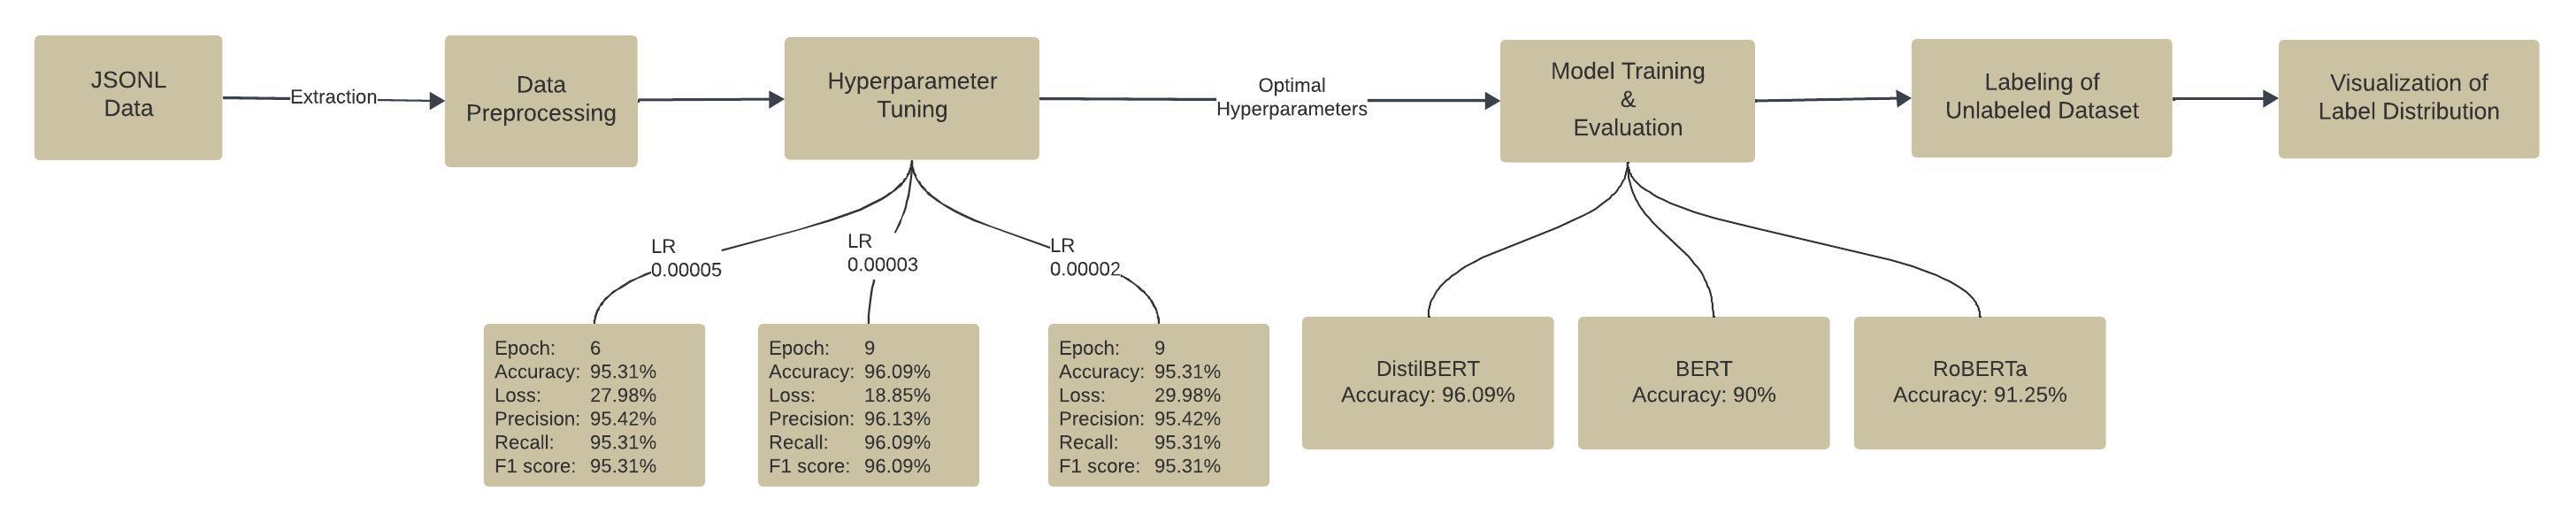 JSONL
Data
Extraction
Data
Preprocessing
Hyperparameter
Tuning
Optimal
Hyperparameters
Model Training
&
Evaluation
Labeling of
Unlabeled Dataset
Visualization of
Label Distribution
LR
0.00005
LR
0.00003
LR
0.00002
Epoch: 6
Accuracy: 95.31%
Loss: 27.98%
Precision: 95.42%
Recall: 95.31%
F1 score: 95.31%
Epoch: 9
Accuracy: 96.09%
Loss: 18.85%
Precision: 96.13%
Recall: 96.09%
F1 score: 96.09%
Epoch: 9
Accuracy: 95.31%
Loss: 29.98%
Precision: 95.42%
Recall: 95.31%
F1 score: 95.31%
DistilBERT
Accuracy: 96.09%
BERT
Accuracy: 90%
RoBERTa
Accuracy: 91.25%